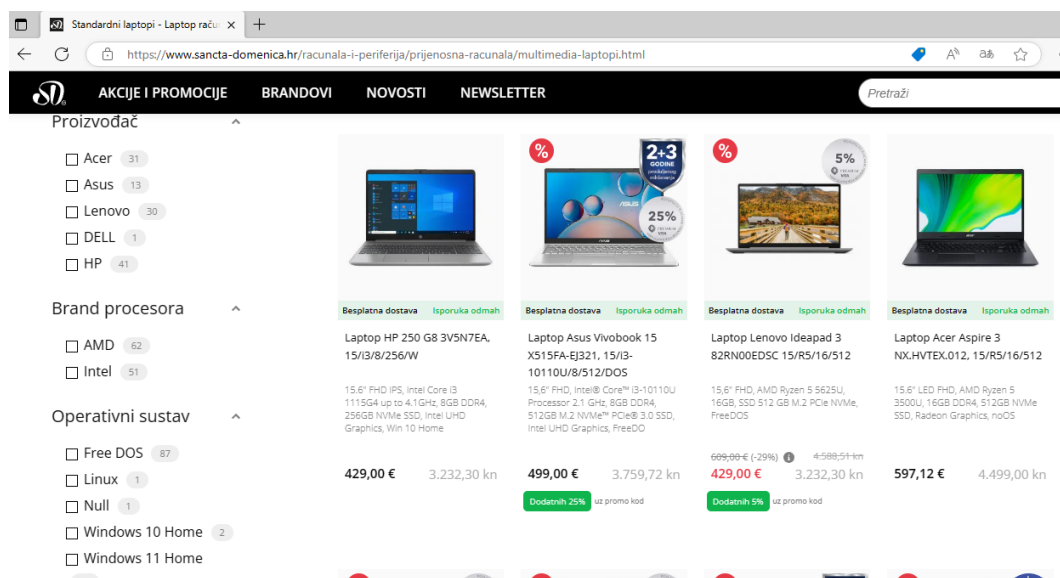 Standardni laptopi - Laptop raču
https://www.sancta-domenica.hr/racunala-i-periferija/prijenosna-racunala/multimedia-laptopi.html
SD
AKCIJE I PROMOCIJE
BRANDOVI
NOVOSTI
NEWSLETTER
Pretraži
Proizvođač
Acer 31
Asus 13
Lenovo 30
DELL 1
HP 41
Brand procesora
AMD 62
Intel 51
Operativni sustav
Free DOS 87
Linux 1
Null 1
Windows 10 Home 2
Windows 11 Home
Besplatna dostava Isporuka odmah
Laptop HP 250 G8 3V5N7EA,
15/i3/8/256/W
15.6" FHD IPS, Intel Core i3
1115G4 up to 4.1GHz, 8GB DDR4,
256GB NVMe SSD, Intel UHD
Graphics, Win 10 Home
429,00 € 3.232,30 kn
%
2+3
GODINE
25%
ASUS
Besplatna dostava Isporuka odmah
Laptop Asus Vivobook 15
X515FA-EJ321, 15/i3-
10110U/8/512/DOS
15,6" FHD, Intel® Core™ i3-10110U
Processor 2.1 GHz, 8GB DDR4,
512GB M.2 NVMe™ PCIe® 3.0 SSD,
Intel UHD Graphics, FreeDO
499,00 € 3.759,72 kn
Dodatnih 25% uz promo kod
%
5%
Besplatna dostava Isporuka odmah
Laptop Lenovo Ideapad 3
82RN00EDSC 15/R5/16/512
15,6" FHD, AMD Ryzen 5 5625U,
16GB, SSD 512 GB M.2 PCIe NVMe,
FreeDOS
609,00 € (-29%) 4.588,51 kn
429,00 € 3.232,30 kn
Dodatnih 5% uz promo kod
Besplatna dostava Isporuka odmah
Laptop Acer Aspire 3
NX.HVTEX.012, 15/R5/16/512
15.6" LED FHD, AMD Ryzen 5
3500U, 16GB DDR4, 512GB NVMe
SSD, Radeon Graphics, noOS
597,12 € 4.499,00 kn